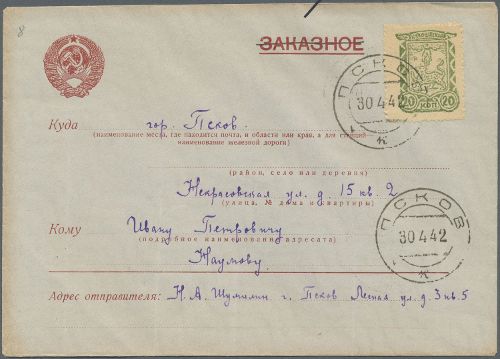 8
ЗАКАЗНОЕ
20 КОП 20
ПСКОВ
30 4 42
к
Куда гор. Псков.
(наименование места, где находится почта, и области или края, а для станций
наименование железной дороги)
(район, село или деревня)
Некрасовская ул. д. 15 кв. 2
(улица, № дома и квартиры)
ПСКОВ
30 4 42
к
Кому Ивану Петровичу
(подробное наименование адресата)
Наумову
Адрес отправителя: Н. А. Шумилин г. Псков Лесная ул. д. 3 кв. 5